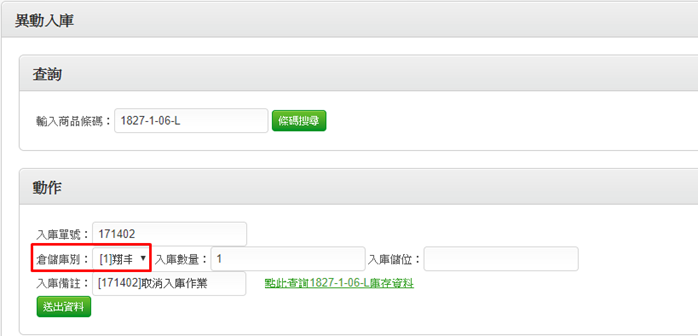 異動入庫
查詢
輸入商品條碼： 1827-1-06-L 條碼搜尋
動作
入庫單號： 171402
倉儲庫別： [1]翔 入庫數量： 1 入庫儲位：
入庫備註： [171402]取消入庫作業 點此查詢1827-1-06-L庫存資料
送出資料